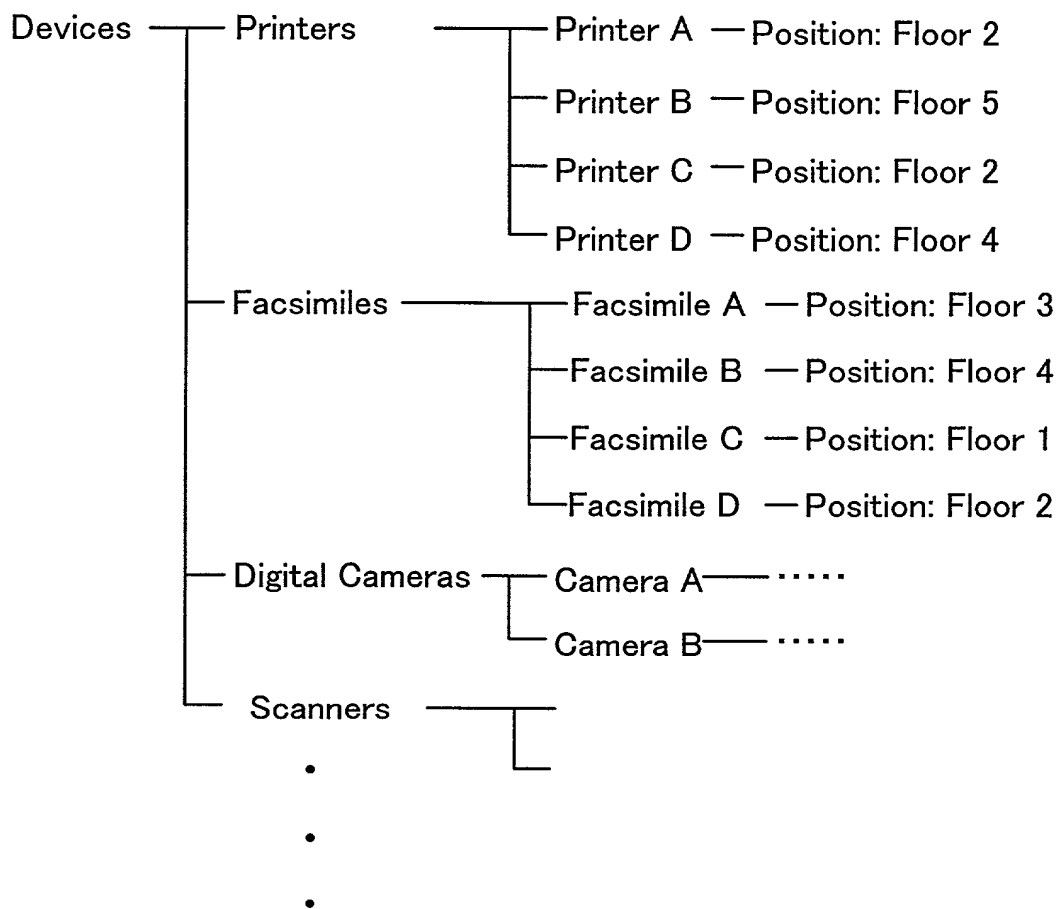 Devices Printers Printer A Position: Floor 2
Printer B Position: Floor 5
Printer C Position: Floor 2
Printer D Position: Floor 4
Facsimiles Facsimile A Position: Floor 3
Facsimile B Position: Floor 4
Facsimile C Position: Floor 1
Facsimile D Position: Floor 2
Digital Cameras Camera A .....
Camera B .....
Scanners